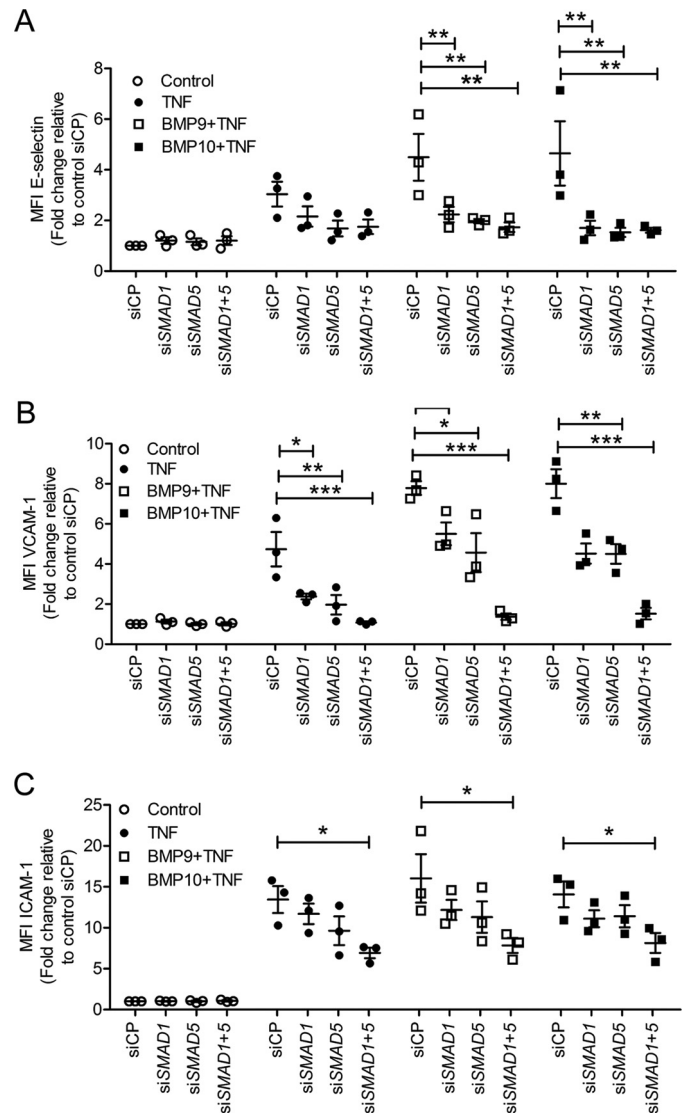 A
MFI E-selectin
(Fold change relative
to control siCP)
8
6
4
2
0
Control
TNF
BMP9+TNF
BMP10+TNF
**
**
**
**
**
**
siCP
siSMAD1
siSMAD5
siSMAD1+5
siCP
siSMAD1
siSMAD5
siSMAD1+5
siCP
siSMAD1
siSMAD5
siSMAD1+5
siCP
siSMAD1
siSMAD5
siSMAD1+5
B
MFI VCAM-1
(Fold change relative
to control siCP)
10
8
6
4
2
0
Control
TNF
BMP9+TNF
BMP10+TNF
*
**
***
*
***
**
***
siCP
siSMAD1
siSMAD5
siSMAD1+5
siCP
siSMAD1
siSMAD5
siSMAD1+5
siCP
siSMAD1
siSMAD5
siSMAD1+5
siCP
siSMAD1
siSMAD5
siSMAD1+5
C
MFI ICAM-1
(Fold change relative
to control siCP)
25
20
15
10
5
0
Control
TNF
BMP9+TNF
BMP10+TNF
*
*
*
siCP
siSMAD1
siSMAD5
siSMAD1+5
siCP
siSMAD1
siSMAD5
siSMAD1+5
siCP
siSMAD1
siSMAD5
siSMAD1+5
siCP
siSMAD1
siSMAD5
siSMAD1+5